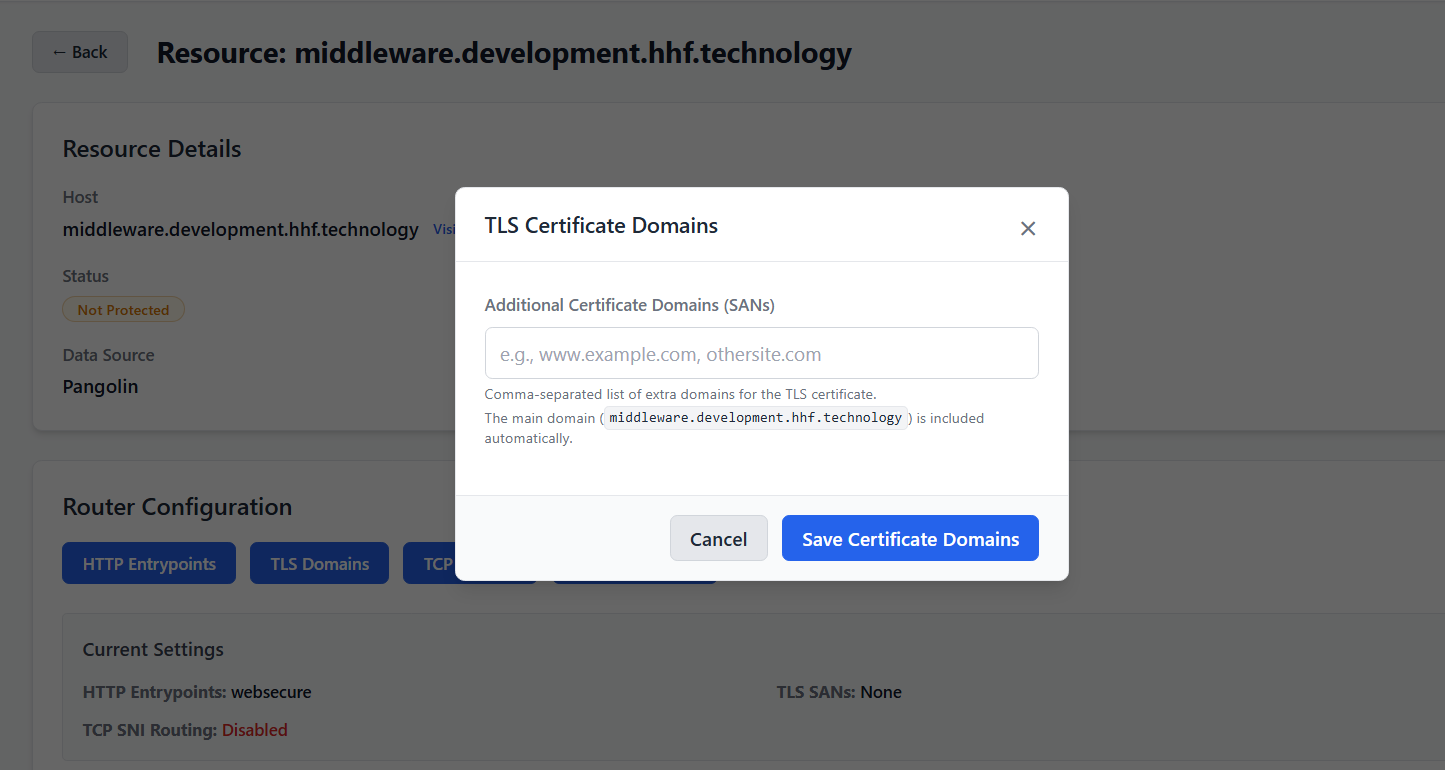 ← Back
Resource: middleware.development.hhf.technology
Resource Details
Host
middleware.development.hhf.technology
Status
Not Protected
Data Source
Pangolin
TLS Certificate Domains
×
Additional Certificate Domains (SANs)
e.g., www.example.com, othersite.com
Comma-separated list of extra domains for the TLS certificate.
The main domain ( middleware.development.hhf.technology ) is included
automatically.
Cancel
Save Certificate Domains
Router Configuration
HTTP Entrypoints
TLS Domains
TCP
Current Settings
HTTP Entrypoints: websecure
TLS SANs: None
TCP SNI Routing: Disabled